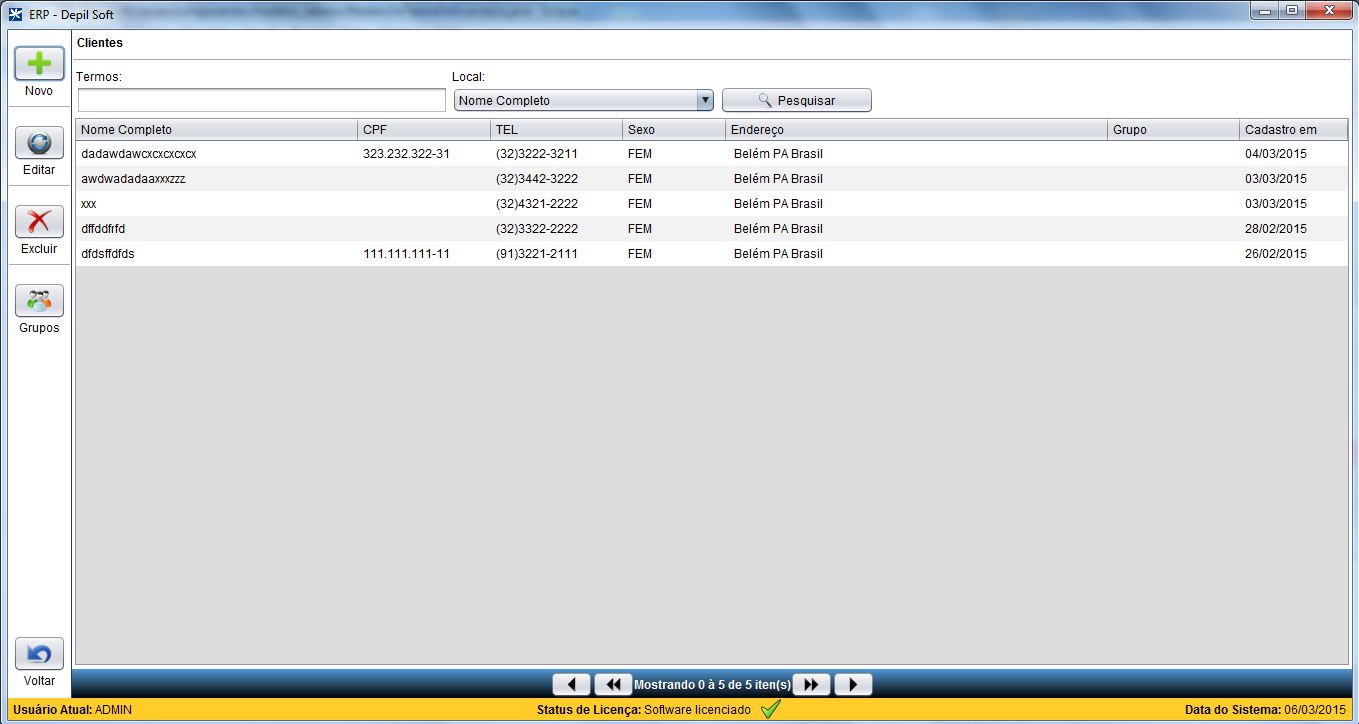 ERP - Depil Soft
Novo
Editar
Excluir
Grupos
Voltar
Clientes
Termos: Local:
Nome Completo Pesquisar
Nome Completo CPF TEL Sexo Endereço Grupo Cadastro em
dadawdawcxcxcxcxcx 323.232.322-31 (32)3222-3211 FEM Belém PA Brasil 04/03/2015
awdwadadaaxxxzzz (32)3442-3222 FEM Belém PA Brasil 03/03/2015
xxx (32)4321-2222 FEM Belém PA Brasil 03/03/2015
dffddfrfd (32)3322-2222 FEM Belém PA Brasil 28/02/2015
dfdsffdfds 111.111.111-11 (91)3221-2111 FEM Belém PA Brasil 26/02/2015
Mostrando 0 à 5 de 5 iten(s)
Usuário Atual: ADMIN Status de Licença: Software licenciado Data do Sistema: 06/03/2015